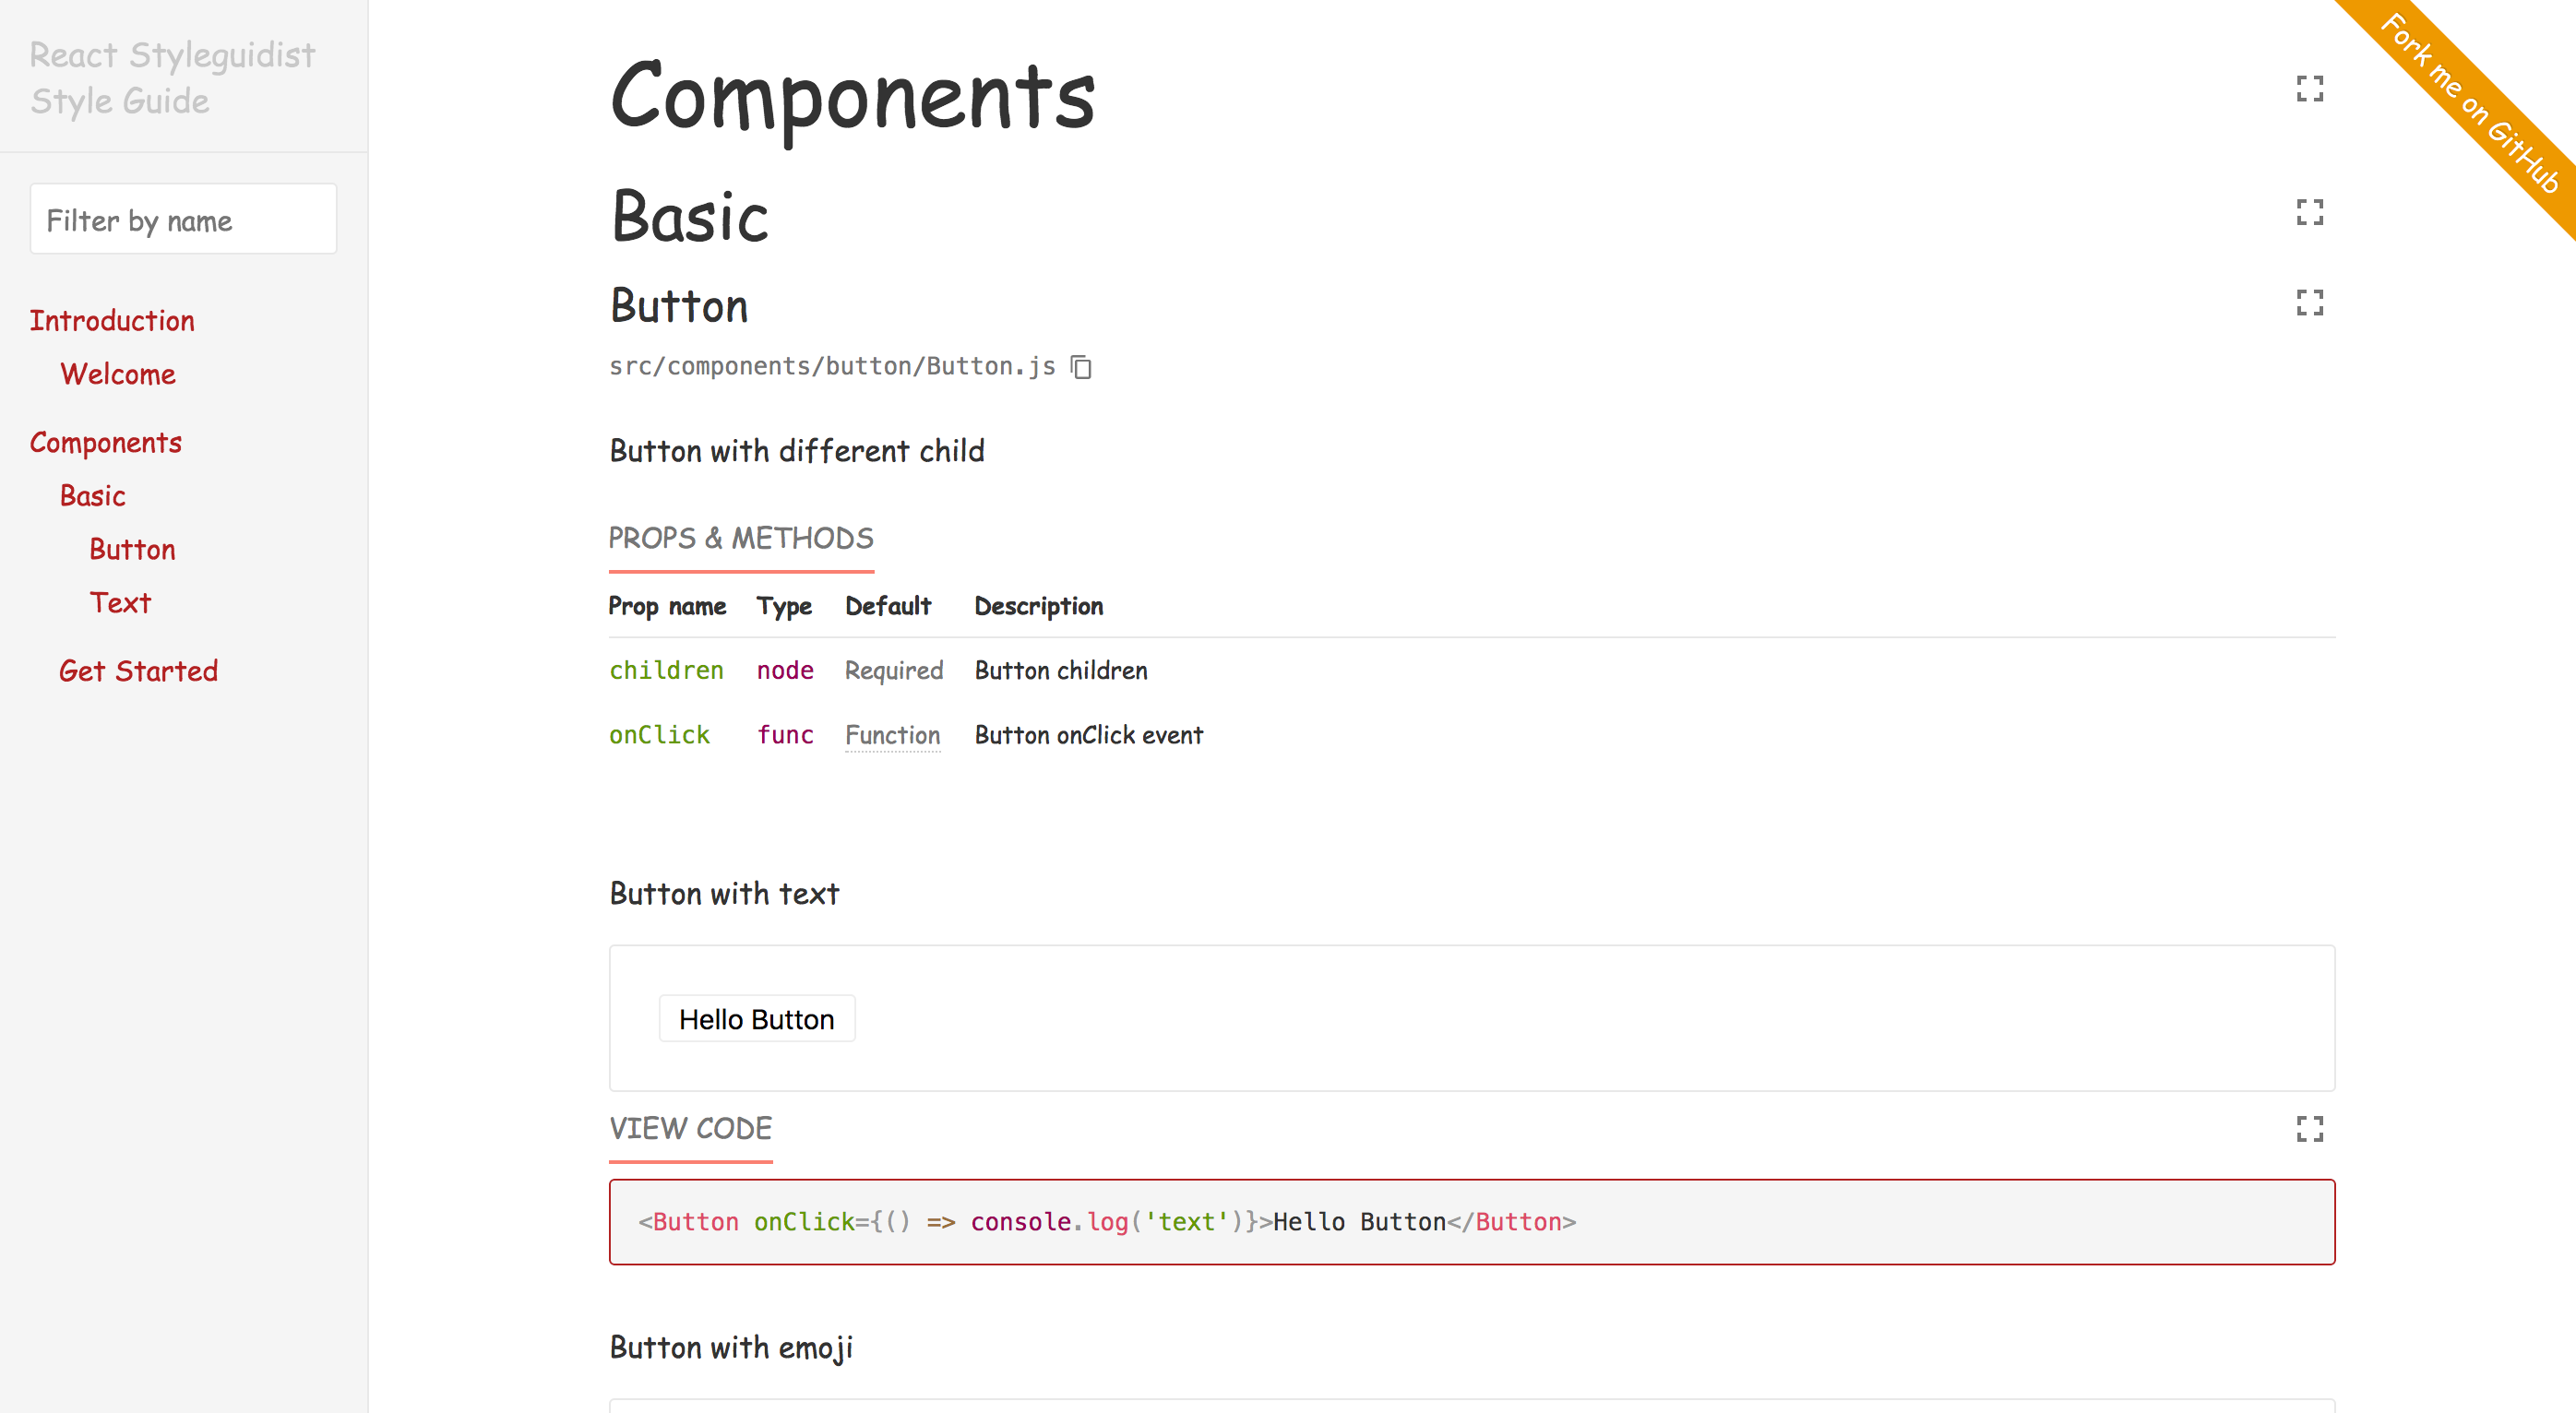 React Styleguidist
Style Guide
Filter by name
Introduction
Welcome
Components
Basic
Button
Text
Get Started
Fork me on GitHub
Components
Basic
Button
src/components/button/Button.js
Button with different child
PROPS & METHODS
Prop name Type Default Description
children node Required Button children
onClick func Function Button onClick event
Button with text
Hello Button
VIEW CODE
<Button onClick={() => console.log('text')}>Hello Button</Button>
Button with emoji